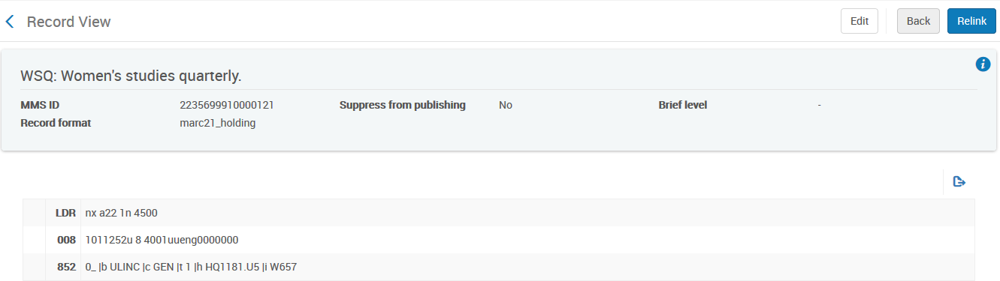 Record View Edit Back Relink
WSQ: Women's studies quarterly.
MMS ID 2235699910000121 Suppress from publishing No Brief level -
Record format marc21_holding
LDR nx a22 1n 4500
008 1011252u 8 4001uueng0000000
852 0_ |b ULINC |c GEN |t 1 |h HQ1181.U5 |i W657